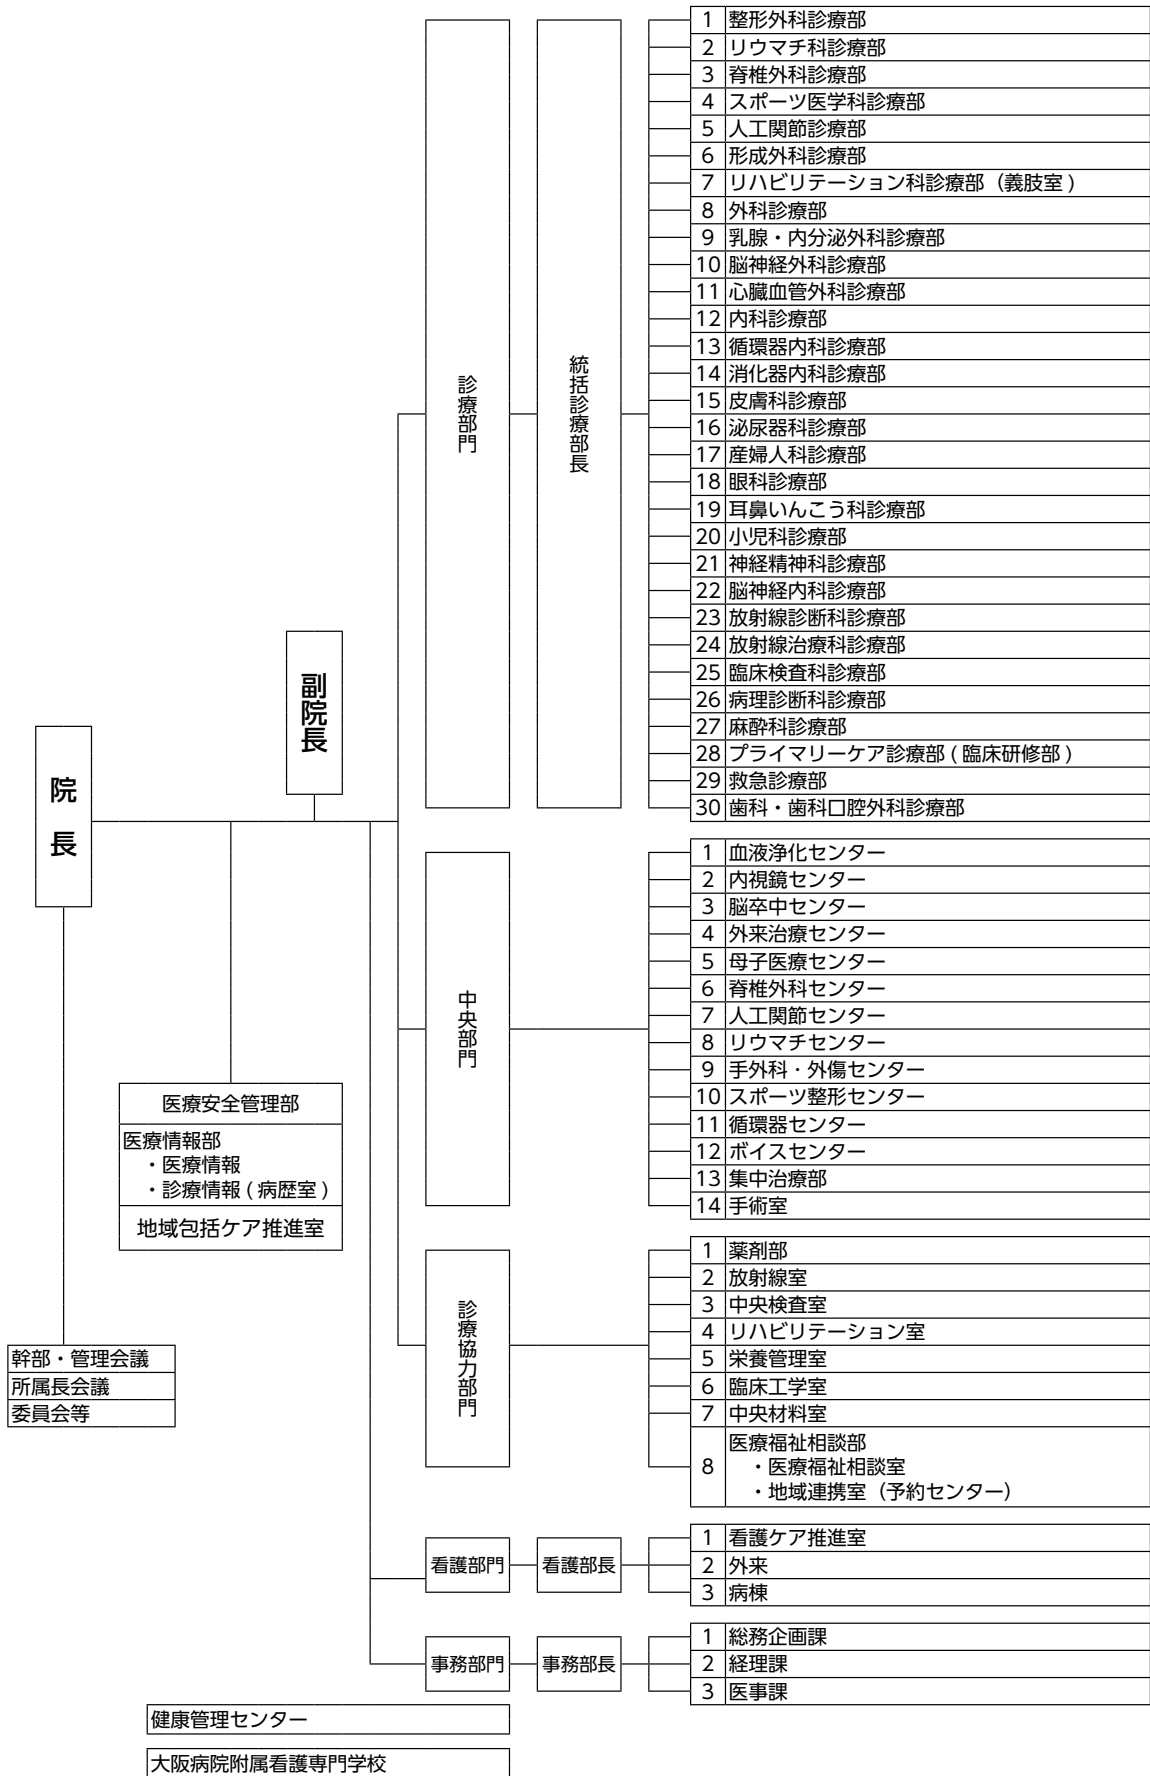 院長
副院長
医療安全管理部
医療情報部
・医療情報
・診療情報 ( 病歴室 )
地域包括ケア推進室
幹部・管理会議
所属長会議
委員会等
診療部門
統括診療部長
1 整形外科診療部
2 リウマチ科診療部
3 脊椎外科診療部
4 スポーツ医学科診療部
5 人工関節診療部
6 形成外科診療部
7 リハビリテーション科診療部（義肢室 )
8 外科診療部
9 乳腺・内分泌外科診療部
10 脳神経外科診療部
11 心臓血管外科診療部
12 内科診療部
13 循環器内科診療部
14 消化器内科診療部
15 皮膚科診療部
16 泌尿器科診療部
17 産婦人科診療部
18 眼科診療部
19 耳鼻いんこう科診療部
20 小児科診療部
21 神経精神科診療部
22 脳神経内科診療部
23 放射線診断科診療部
24 放射線治療科診療部
25 臨床検査科診療部
26 病理診断科診療部
27 麻酔科診療部
28 プライマリーケア診療部 ( 臨床研修部 )
29 救急診療部
30 歯科・歯科口腔外科診療部
中央部門
1 血液浄化センター
2 内視鏡センター
3 脳卒中センター
4 外来治療センター
5 母子医療センター
6 脊椎外科センター
7 人工関節センター
8 リウマチセンター
9 手外科・外傷センター
10 スポーツ整形センター
11 循環器センター
12 ボイスセンター
13 集中治療部
14 手術室
診療協力部門
1 薬剤部
2 放射線室
3 中央検査室
4 リハビリテーション室
5 栄養管理室
6 臨床工学室
7 中央材料室
8 医療福祉相談部
・医療福祉相談室
・地域連携室（予約センター）
看護部門
看護部長
1 看護ケア推進室
2 外来
3 病棟
事務部門
事務部長
1 総務企画課
2 経理課
3 医事課
健康管理センター
大阪病院附属看護専門学校